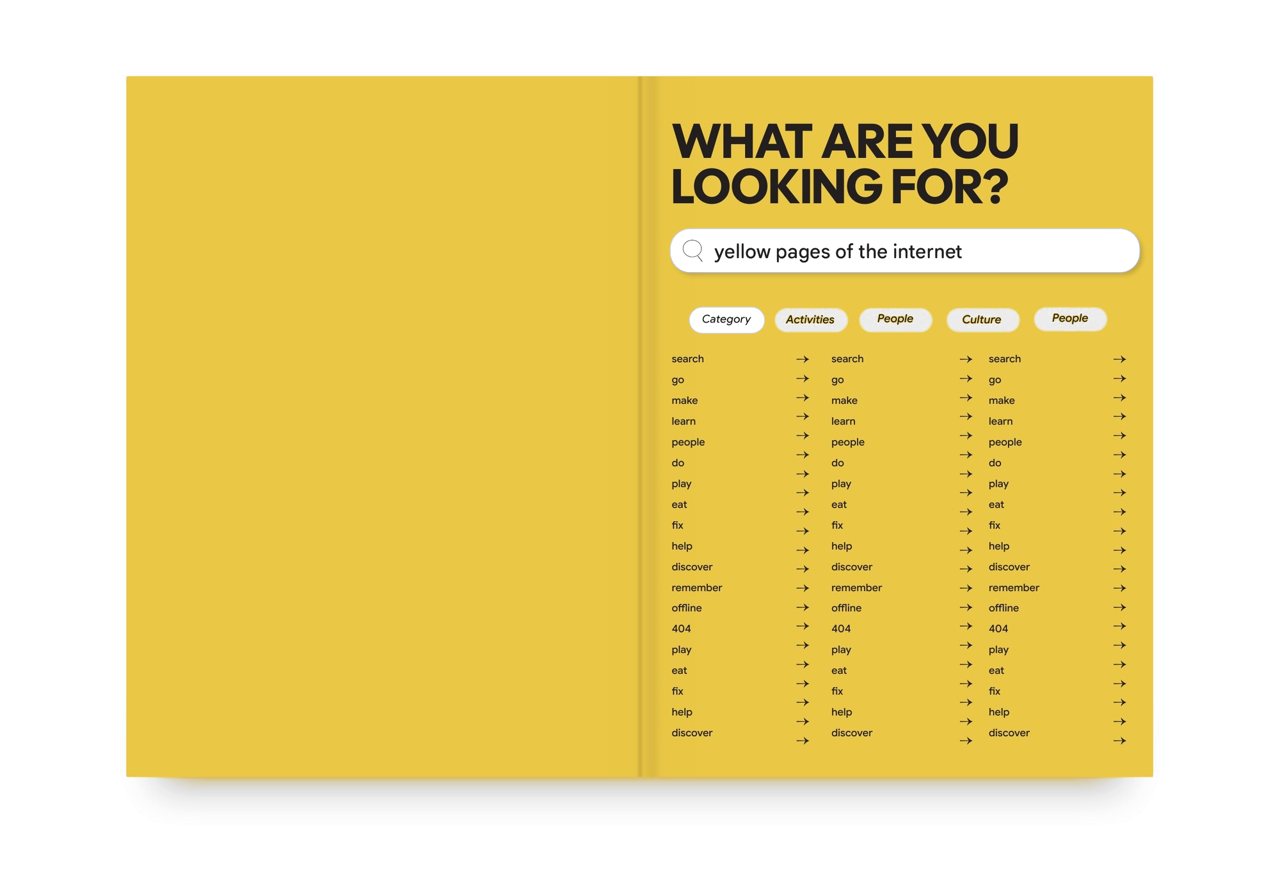 WHAT ARE YOU
LOOKING FOR?
yellow pages of the internet
Category
Activities
People
Culture
People
search
go
make
learn
people
do
play
eat
fix
help
discover
remember
offline
404
play
eat
fix
help
discover
search
go
make
learn
people
do
play
eat
fix
help
discover
remember
offline
404
play
eat
fix
help
discover
search
go
make
learn
people
do
play
eat
fix
help
discover
remember
offline
404
play
eat
fix
help
discover